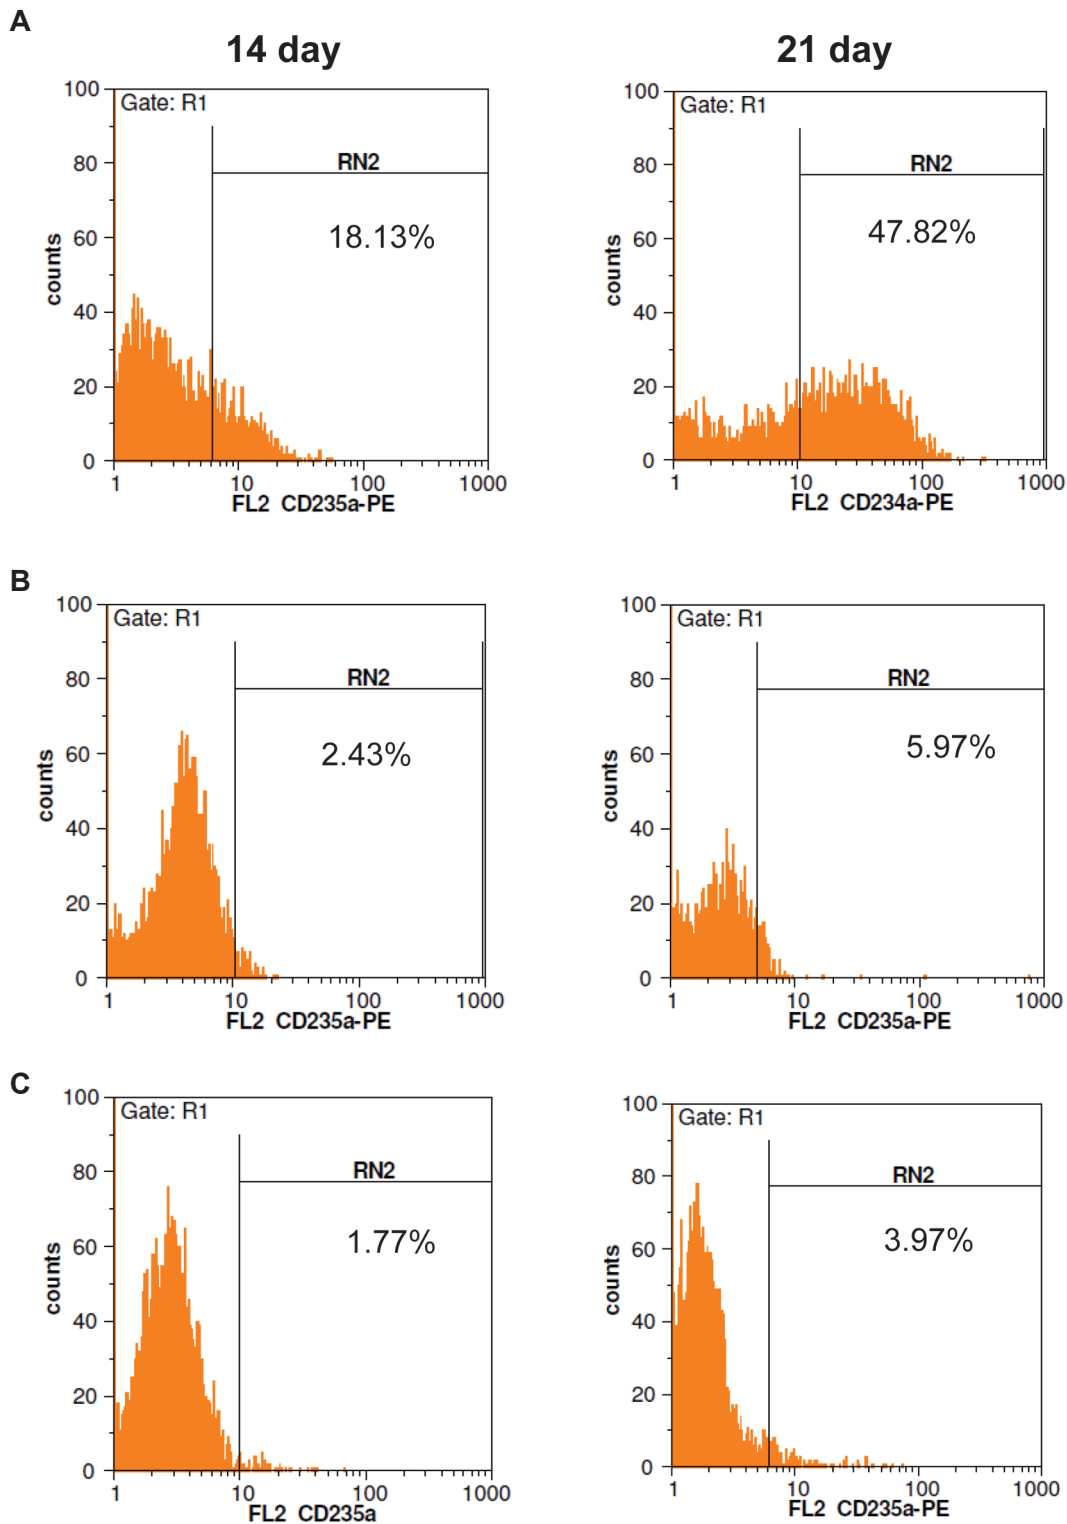 A
14 day
21 day
100
80
60
40
20
0
counts
Gate: R1
RN2
18.13%
1 10 100 1000
FL2 CD235a-PE
100
80
60
40
20
0
counts
Gate: R1
RN2
47.82%
1 10 100 1000
FL2 CD234a-PE
B
100
80
60
40
20
0
counts
Gate: R1
RN2
2.43%
1 10 100 1000
FL2 CD235a-PE
100
80
60
40
20
0
counts
Gate: R1
RN2
5.97%
1 10 100 1000
FL2 CD235a-PE
C
100
80
60
40
20
0
counts
Gate: R1
RN2
1.77%
1 10 100 1000
FL2 CD235a
100
80
60
40
20
0
counts
Gate: R1
RN2
3.97%
1 10 100 1000
FL2 CD235a-PE